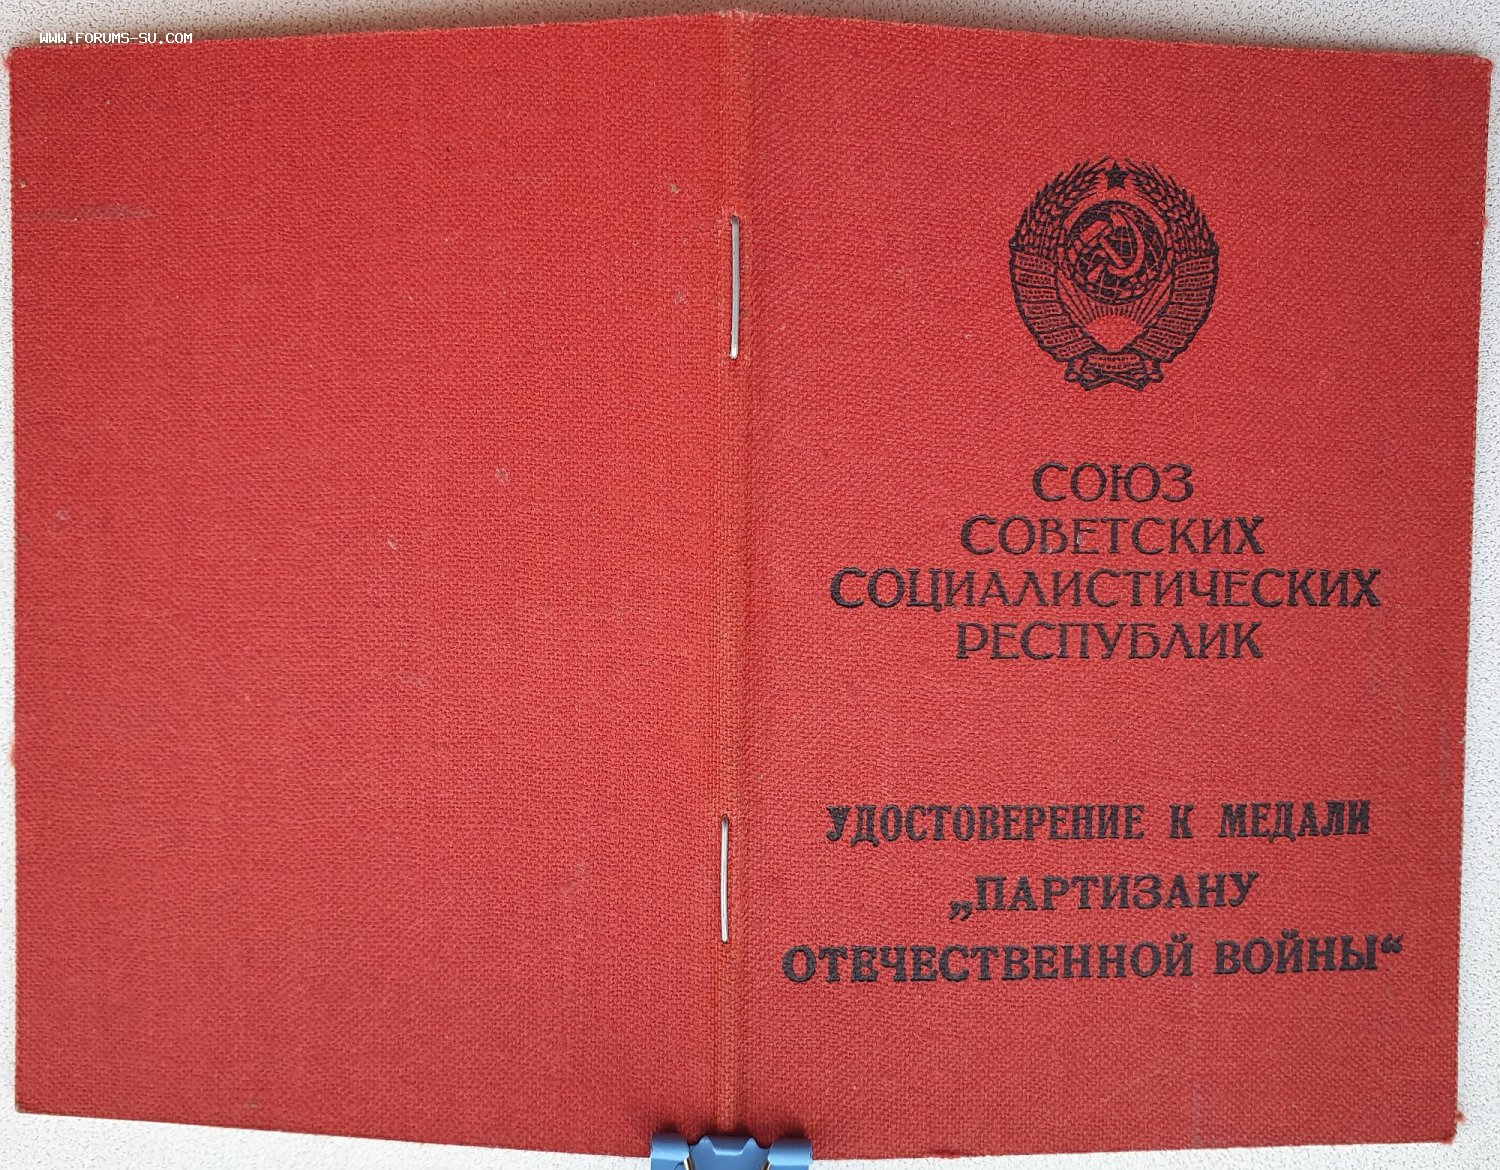 WWW.FORUMS-SU.COM
СОЮЗ
СОВЕТСКИХ
СОЦИАЛИСТИЧЕСКИХ
РЕСПУБЛИК
УДОСТОВЕРЕНИЕ К МЕДАЛИ
„ПАРТИЗАНУ
ОТЕЧЕСТВЕННОЙ ВОЙНЫ“